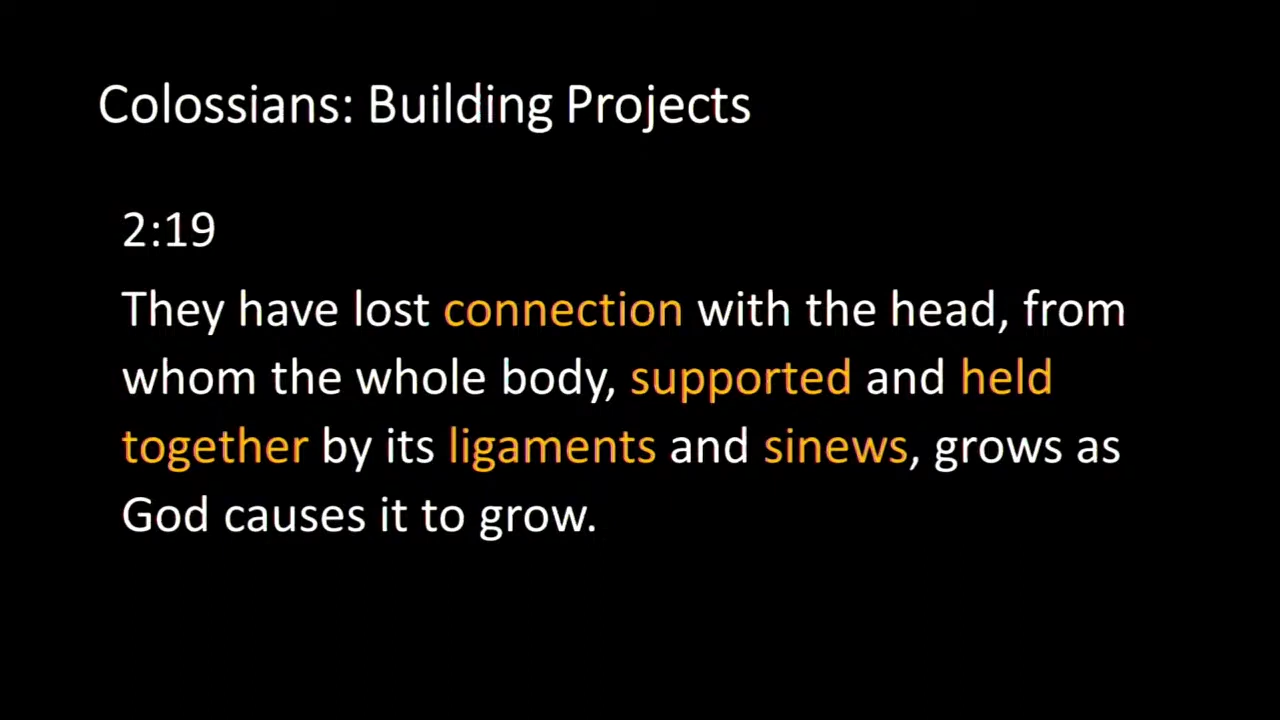 Colossians: Building Projects
2:19
They have lost connection with the head, from
whom the whole body, supported and held
together by its ligaments and sinews, grows as
God causes it to grow.